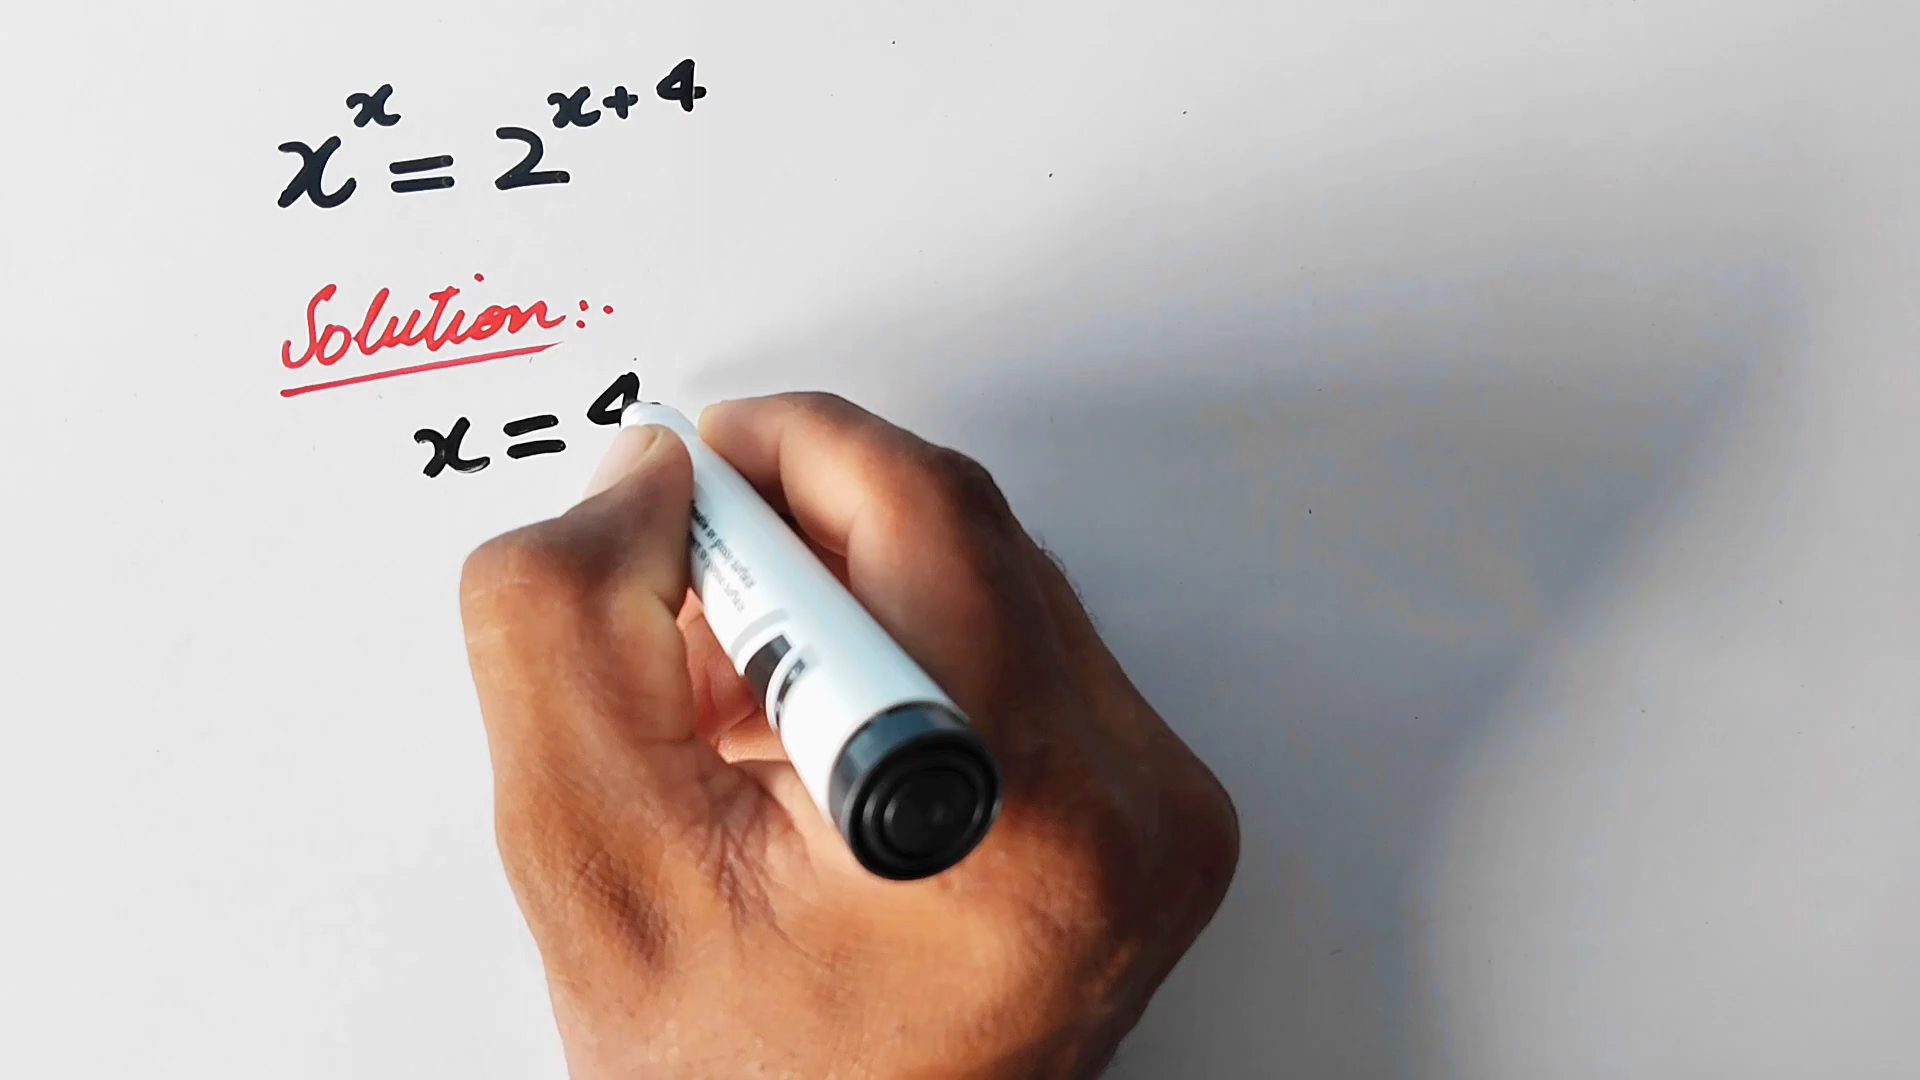 x^x = 2^{x+4}
Solution:.
x = 4